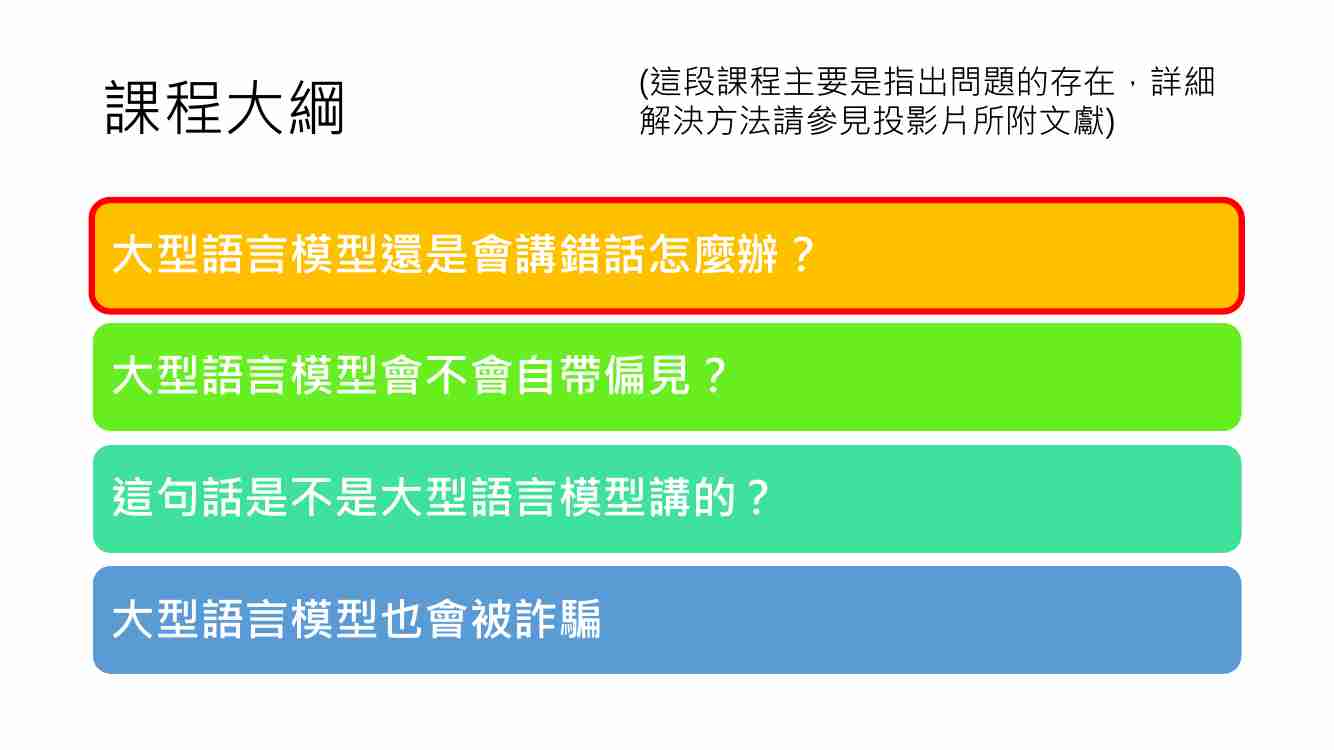 課程大綱
(這段課程主要是指出問題的存在，詳細
解決方法請參見投影片所附文獻)
大型語言模型還是會講錯話怎麼辦？
大型語言模型會不會自帶偏見？
這句話是不是大型語言模型講的？
大型語言模型也會被詐騙